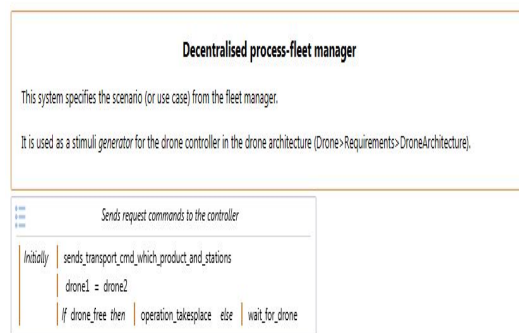 Decentralised process-fleet manager
This system specifies the scenario (or use case) from the fleet manager.
It is used as a stimuli generator for the drone controller in the drone architecture (Drone>Requirements>DroneArchitecture).
Sends request commands to the controller
Initially sends_transport_cmd_which_product_and_stations
drone1 = drone2
If drone_free then operation_takesplace else wait_for_drone